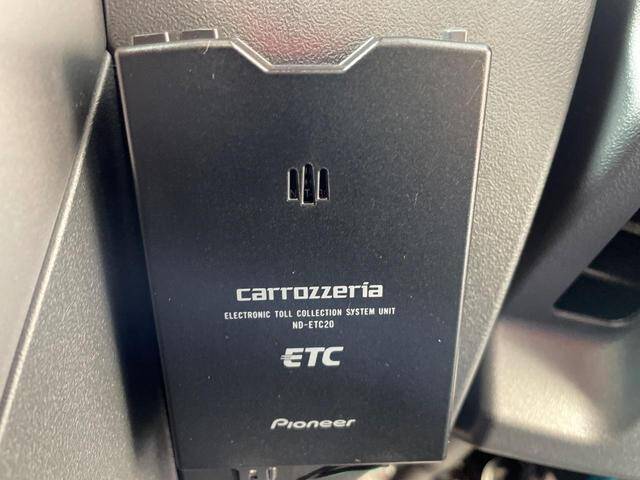 carrozzeria
ELECTRONIC TOLL COLLECTION SYSTEM UNIT
ND-ETC20
ETC
Pioneer